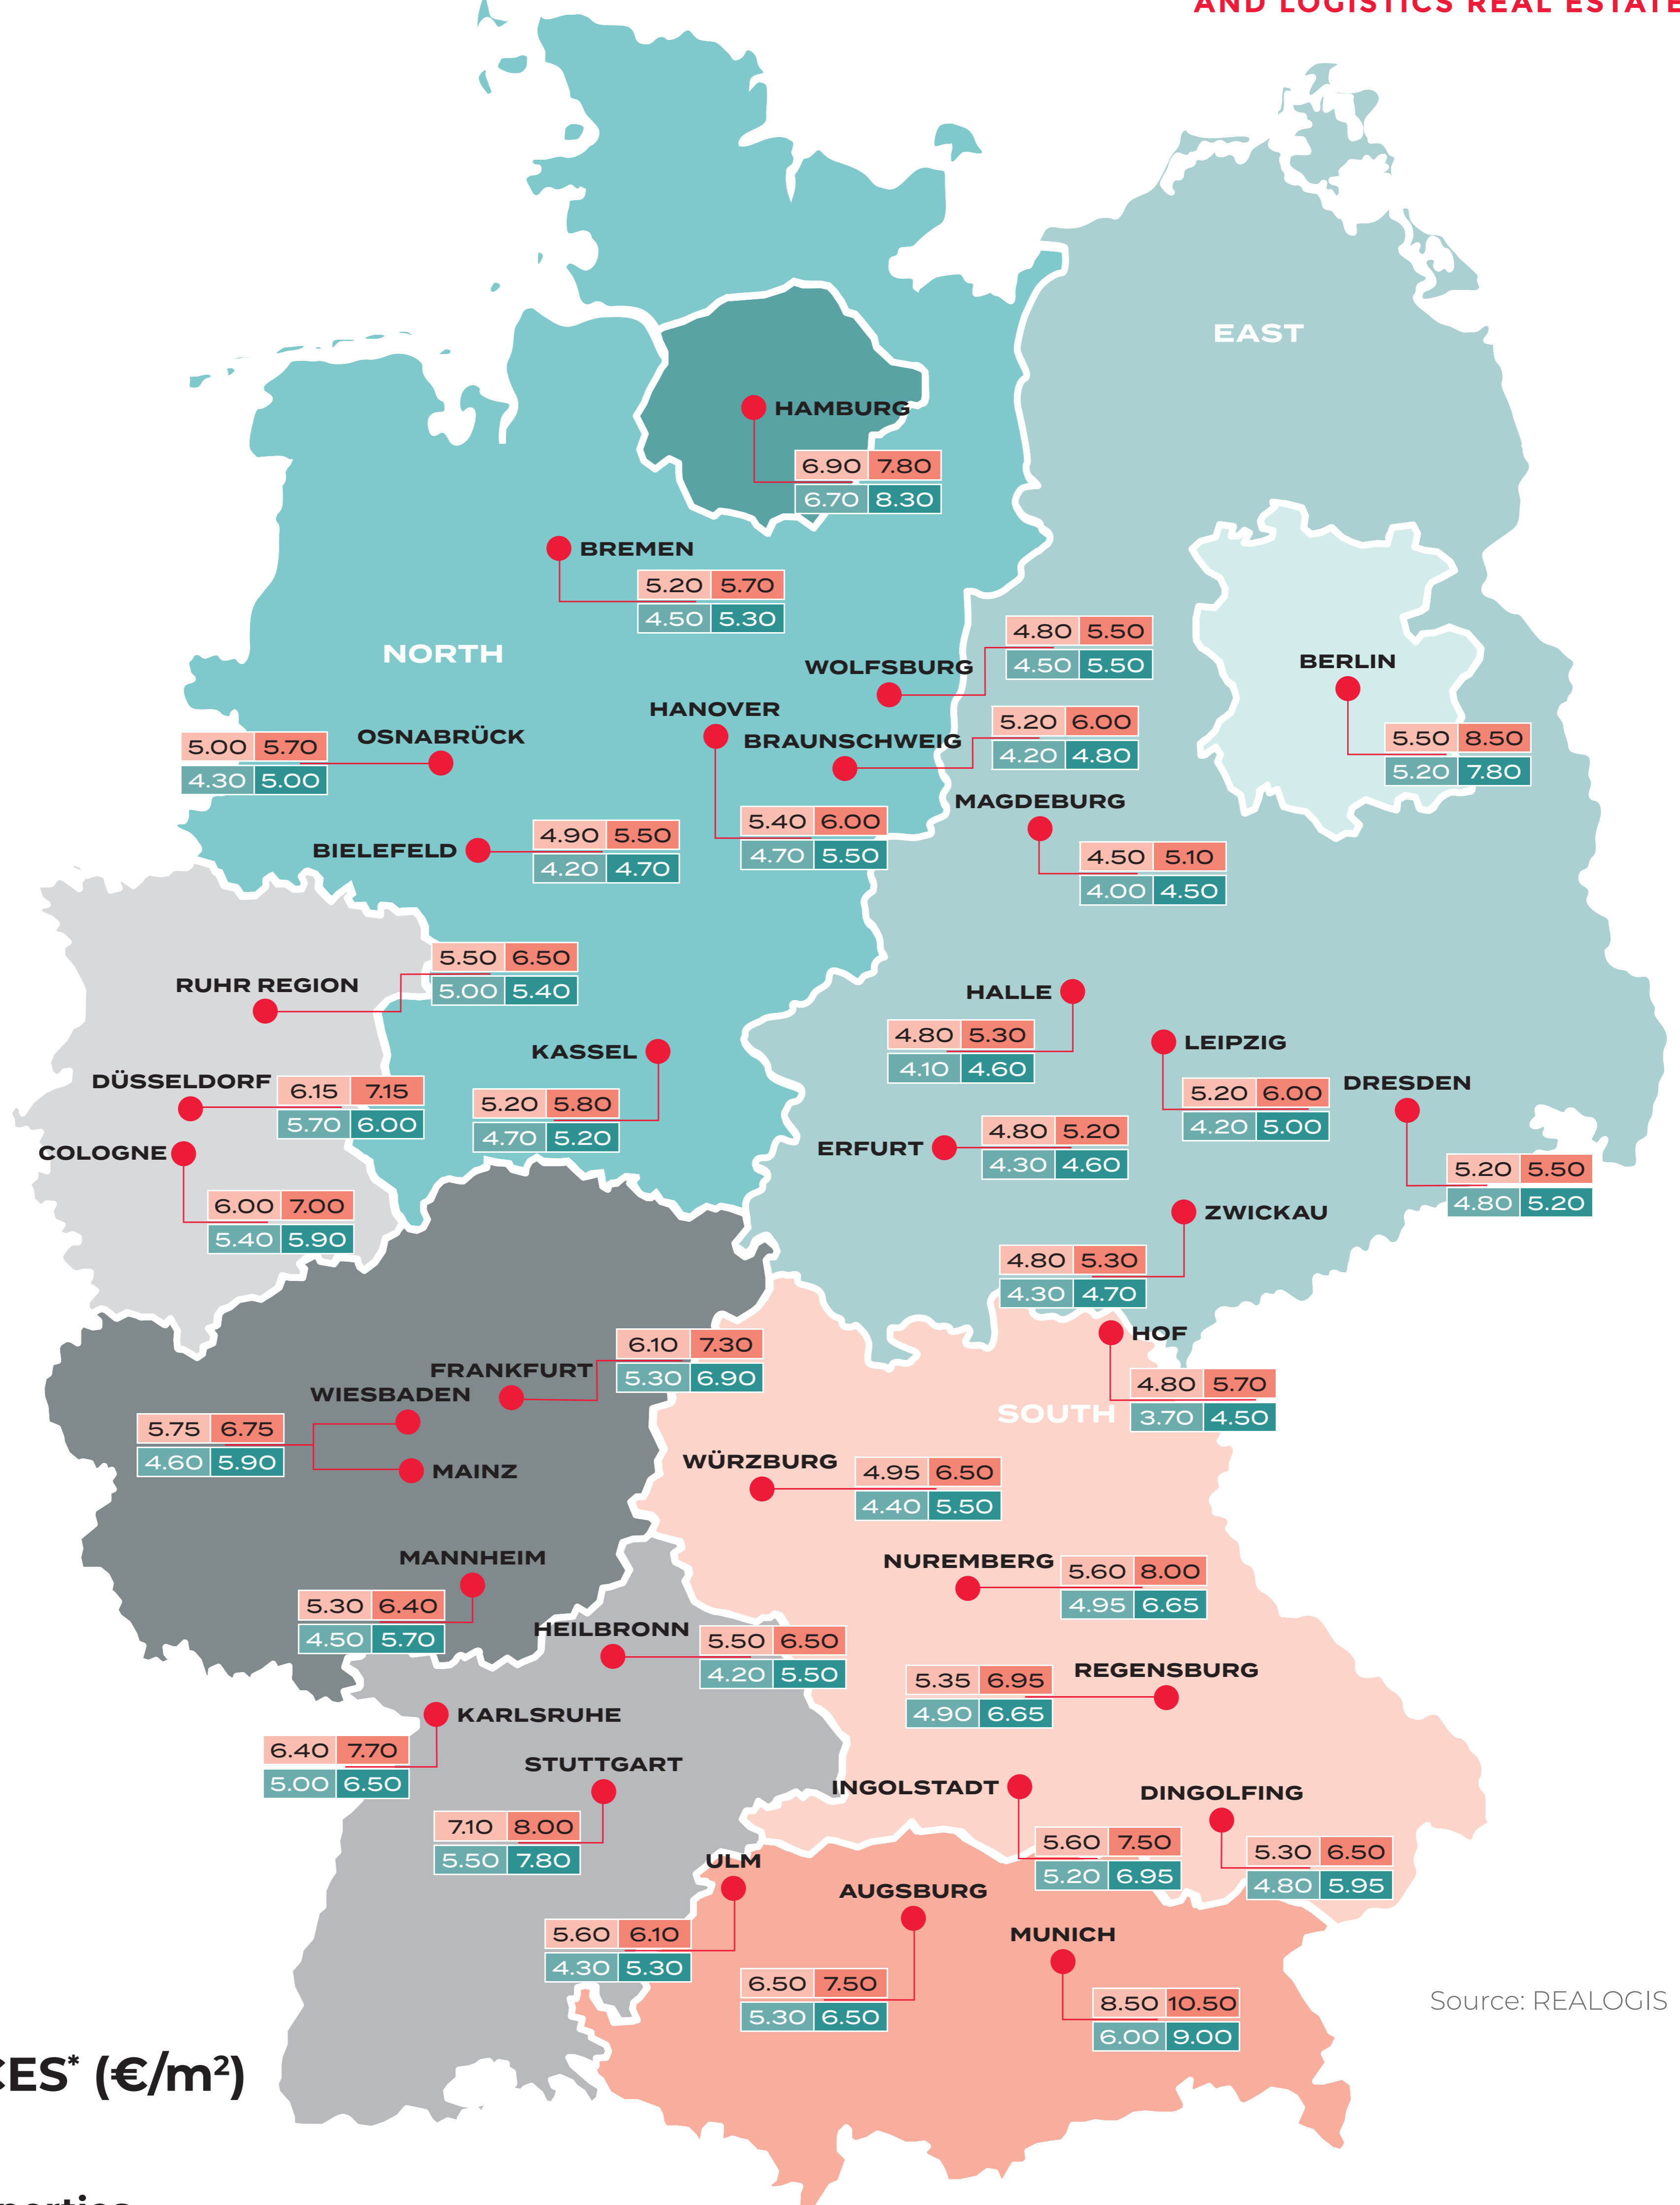 AND LOGISTICS REAL ESTATE
EAST
HAMBURG
6.90 7.80
6.70 8.30
BREMEN
5.20 5.70
4.50 5.30
NORTH
WOLFSBURG
4.80 5.50
4.50 5.50
BERLIN
5.50 8.50
5.20 7.80
HANOVER
5.40 6.00
4.70 5.50
BRAUNSCHWEIG
5.20 6.00
4.20 4.80
OSNABRÜCK
5.00 5.70
4.30 5.00
MAGDEBURG
4.50 5.10
4.00 4.50
BIELEFELD
4.90 5.50
4.20 4.70
RUHR REGION
5.50 6.50
5.00 5.40
HALLE
4.80 5.30
4.10 4.60
LEIPZIG
5.20 6.00
4.20 5.00
KASSEL
5.20 5.80
4.70 5.20
DÜSSELDORF
6.15 7.15
5.70 6.00
DRESDEN
5.20 5.50
4.80 5.20
COLOGNE
6.00 7.00
5.40 5.90
ERFURT
4.80 5.20
4.30 4.60
ZWICKAU
4.80 5.30
4.30 4.70
HOF
4.80 5.70
3.70 4.50
FRANKFURT
6.10 7.30
5.30 6.90
WIESBADEN
5.75 6.75
4.60 5.90
MAINZ
SOUTH
WÜRZBURG
4.95 6.50
4.40 5.50
MANNHEIM
5.30 6.40
4.50 5.70
NUREMBERG
5.60 8.00
4.95 6.65
HEILBRONN
5.50 6.50
4.20 5.50
REGENSBURG
5.35 6.95
4.90 6.65
KARLSRUHE
6.40 7.70
5.00 6.50
STUTTGART
7.10 8.00
5.50 7.80
INGOLSTADT
5.60 7.50
5.20 6.95
DINGOLFING
5.30 6.50
4.80 5.95
ULM
5.60 6.10
4.30 5.30
AUGSBURG
6.50 7.50
5.30 6.50
MUNICH
8.50 10.50
6.00 9.00
Source: REALOGIS
CES* (€/m²)